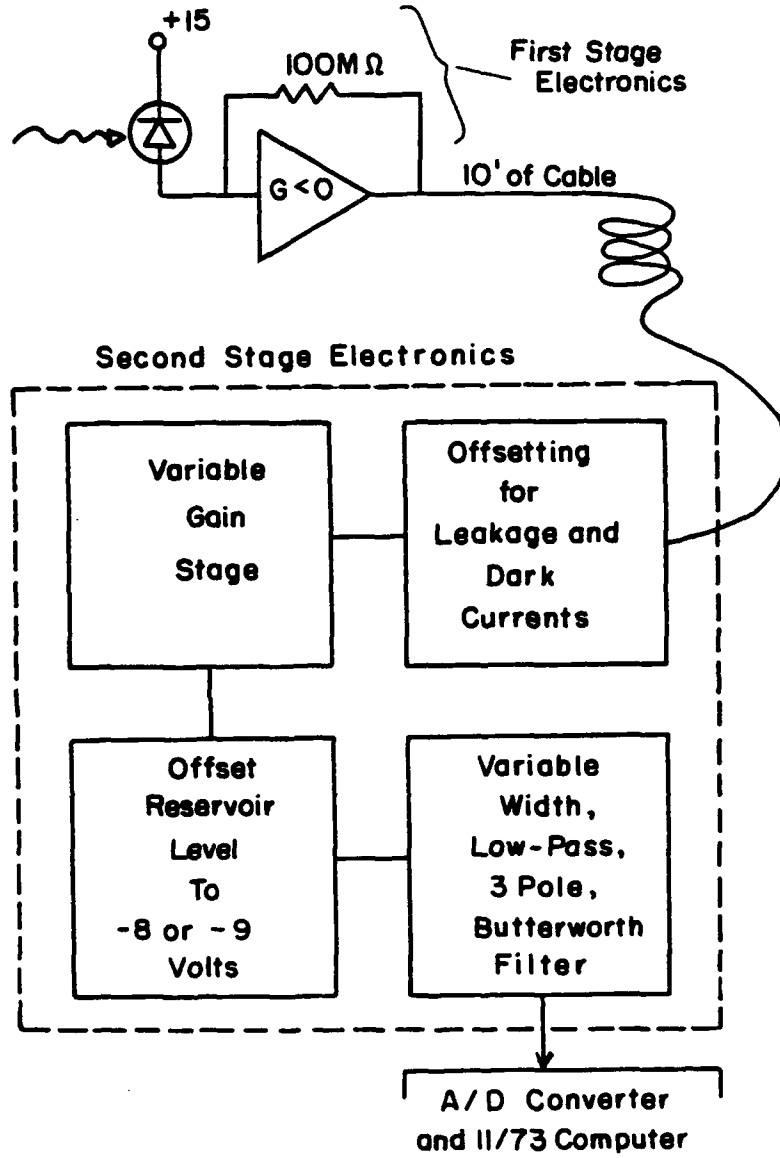 +15
100MΩ
First Stage
Electronics
G<0
10' of Cable
Second Stage Electronics
Variable
Gain
Stage
Offsetting
for
Leakage and
Dark
Currents
Offset
Reservoir
Level
To
-8 or -9
Volts
Variable
Width,
Low-Pass,
3 Pole,
Butterworth
Filter
A/D Converter
and 11/73 Computer